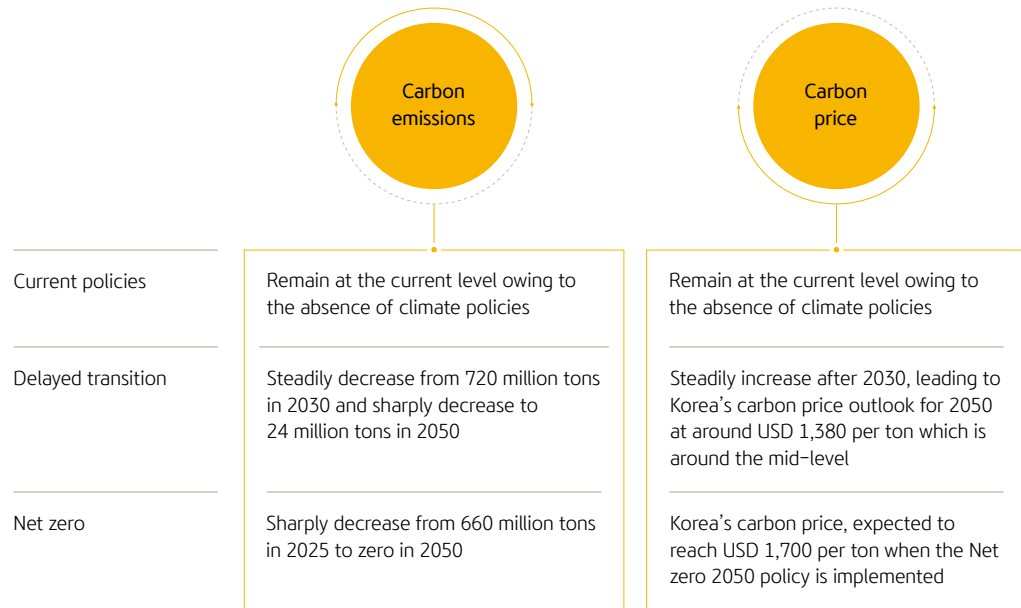 Carbon
emissions
Carbon
price
Current policies
Remain at the current level owing to
the absence of climate policies
Remain at the current level owing to
the absence of climate policies
Delayed transition
Steadily decrease from 720 million tons
in 2030 and sharply decrease to
24 million tons in 2050
Steadily increase after 2030, leading to
Korea's carbon price outlook for 2050
at around USD 1,380 per ton which is
around the mid-level
Net zero
Sharply decrease from 660 million tons
in 2025 to zero in 2050
Korea's carbon price, expected to
reach USD 1,700 per ton when the Net
zero 2050 policy is implemented